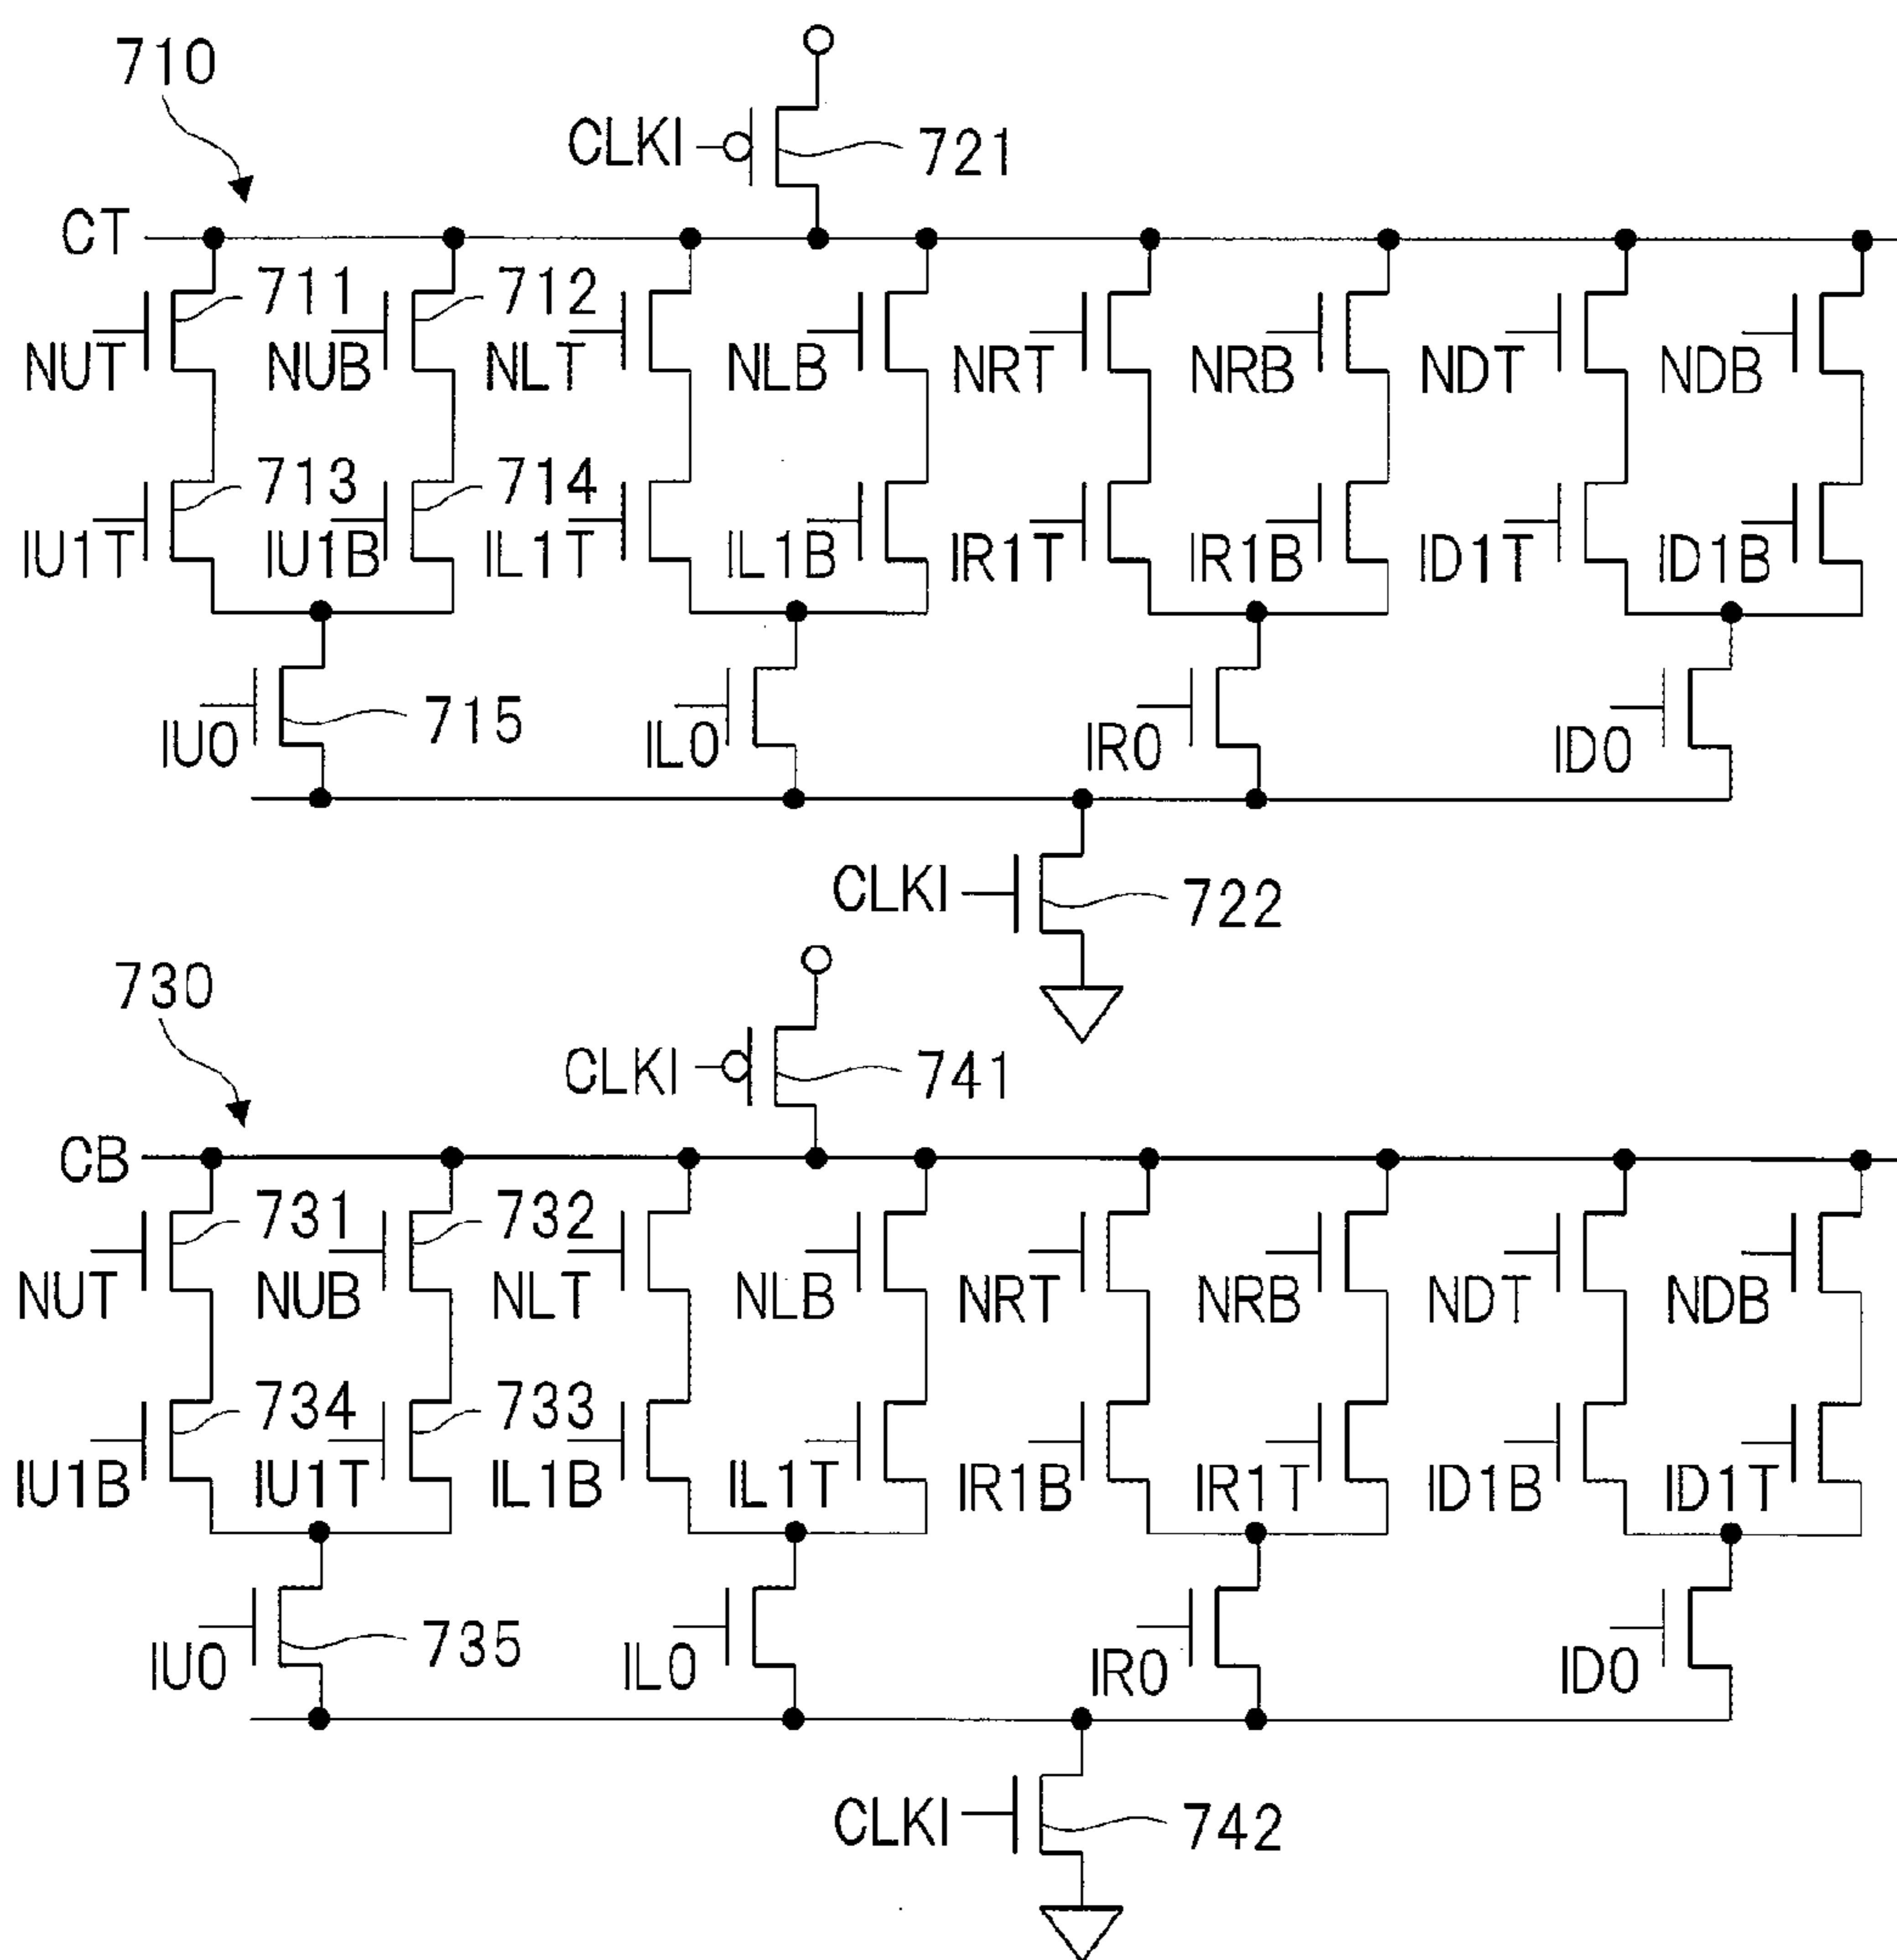 710
CLKI
721
CT
711
712
NUT
NUB
NLT
NLB
NRT
NRB
NDT
NDB
713
714
IU1T
IU1B
IL1T
IL1B
IR1T
IR1B
ID1T
ID1B
IU0
715
IL0
IR0
ID0
CLKI
722
730
CLKI
741
CB
731
732
NUT
NUB
NLT
NLB
NRT
NRB
NDT
NDB
734
733
IU1B
IU1T
IL1B
IL1T
IR1B
IR1T
ID1B
ID1T
IU0
735
IL0
IR0
ID0
CLKI
742